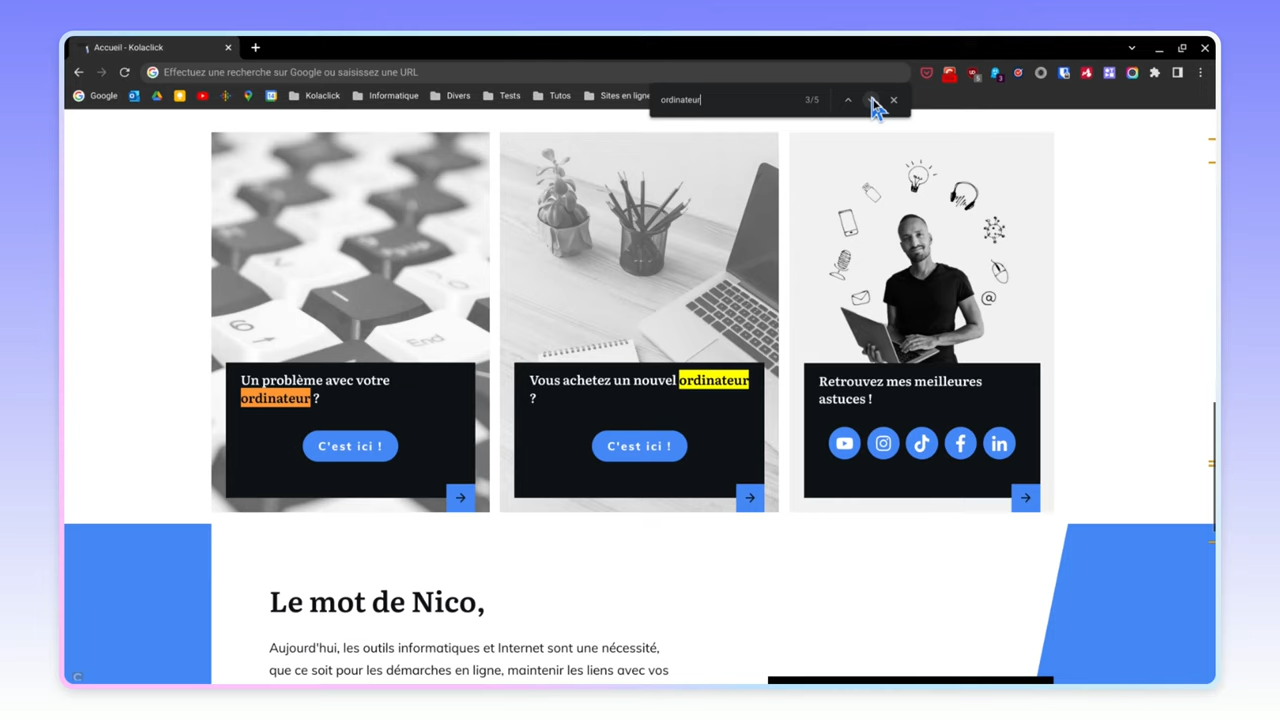 Accueil - Kolaclick
Effectuez une recherche sur Google ou saisissez une URL
Google
Kolaclick
Informatique
Divers
Tests
Tutos
Sites en ligne
ordinateur
3/5
Un problème avec votre
ordinateur ?
C'est ici !
Vous achetez un nouvel ordinateur
?
C'est ici !
Retrouvez mes meilleures
astuces !
Le mot de Nico,
Aujourd'hui, les outils informatiques et Internet sont une nécessité,
que ce soit pour les démarches en ligne, maintenir les liens avec vos